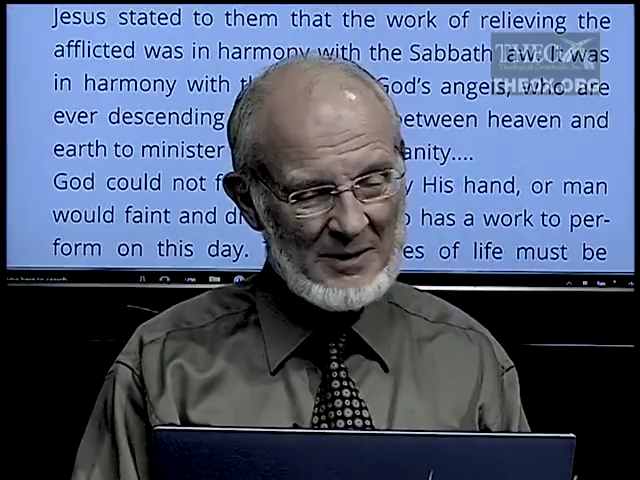 Jesus stated to them that the work of relieving the
afflicted was in harmony with the Sabbath law. It was
in harmony with God's angels, who are
ever descending between heaven and
earth to minister
God could not His hand, or man
would faint and has a work to per-
form on this day. of life must be